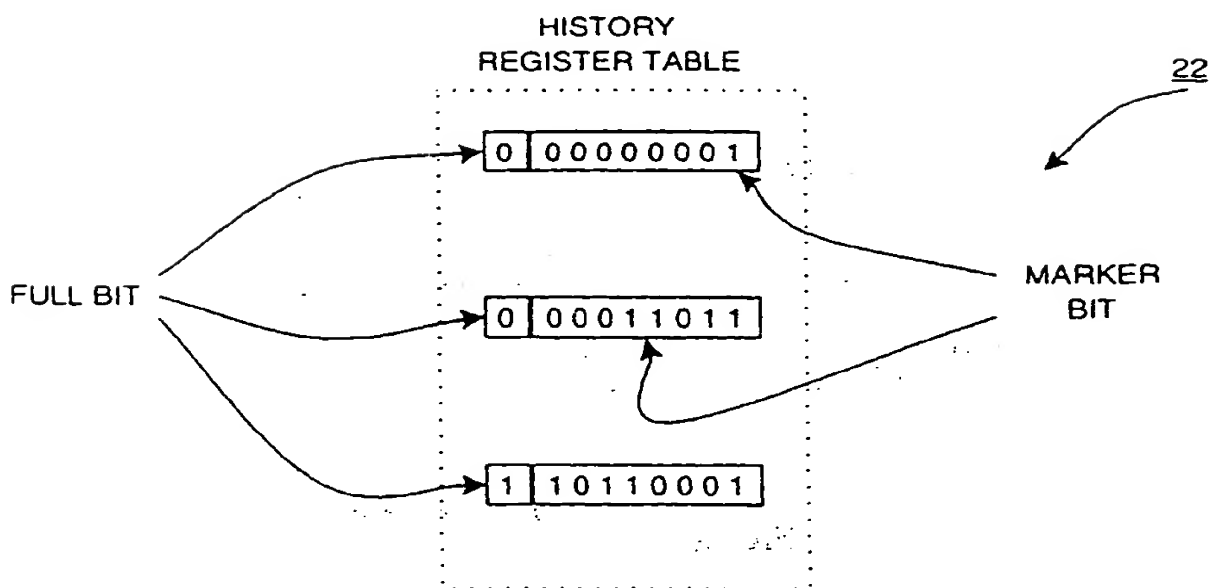 HISTORY
REGISTER TABLE
22
0 00000001
FULL BIT
MARKER
BIT
0 00011011
1 10110001